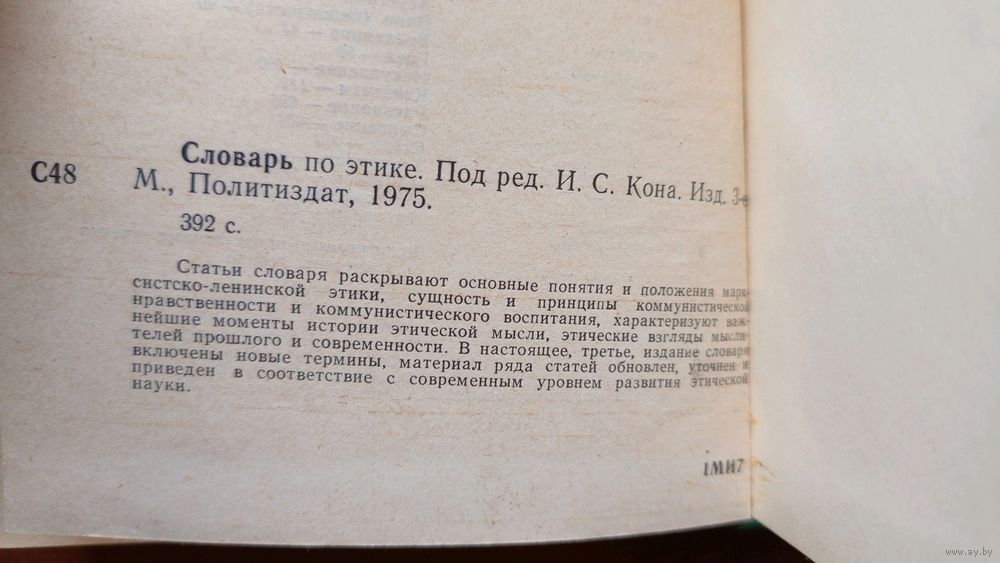 Словарь по этике. Под ред. И. С. Кона. Изд. 3-е
С48
М., Политиздат, 1975.
392 с.
Статьи словаря раскрывают основные понятия и положения марк-
систско-ленинской этики, сущность и принципы коммунистической
нравственности и коммунистического воспитания, характеризуют важ-
нейшие моменты истории этической мысли, этические взгляды мысли-
телей прошлого и современности. В настоящее, третье, издание словаря
включены новые термины, материал ряда статей обновлен, уточнен и
приведен в соответствие с современным уровнем развития этической
науки.
1МИ7
www.ay.by